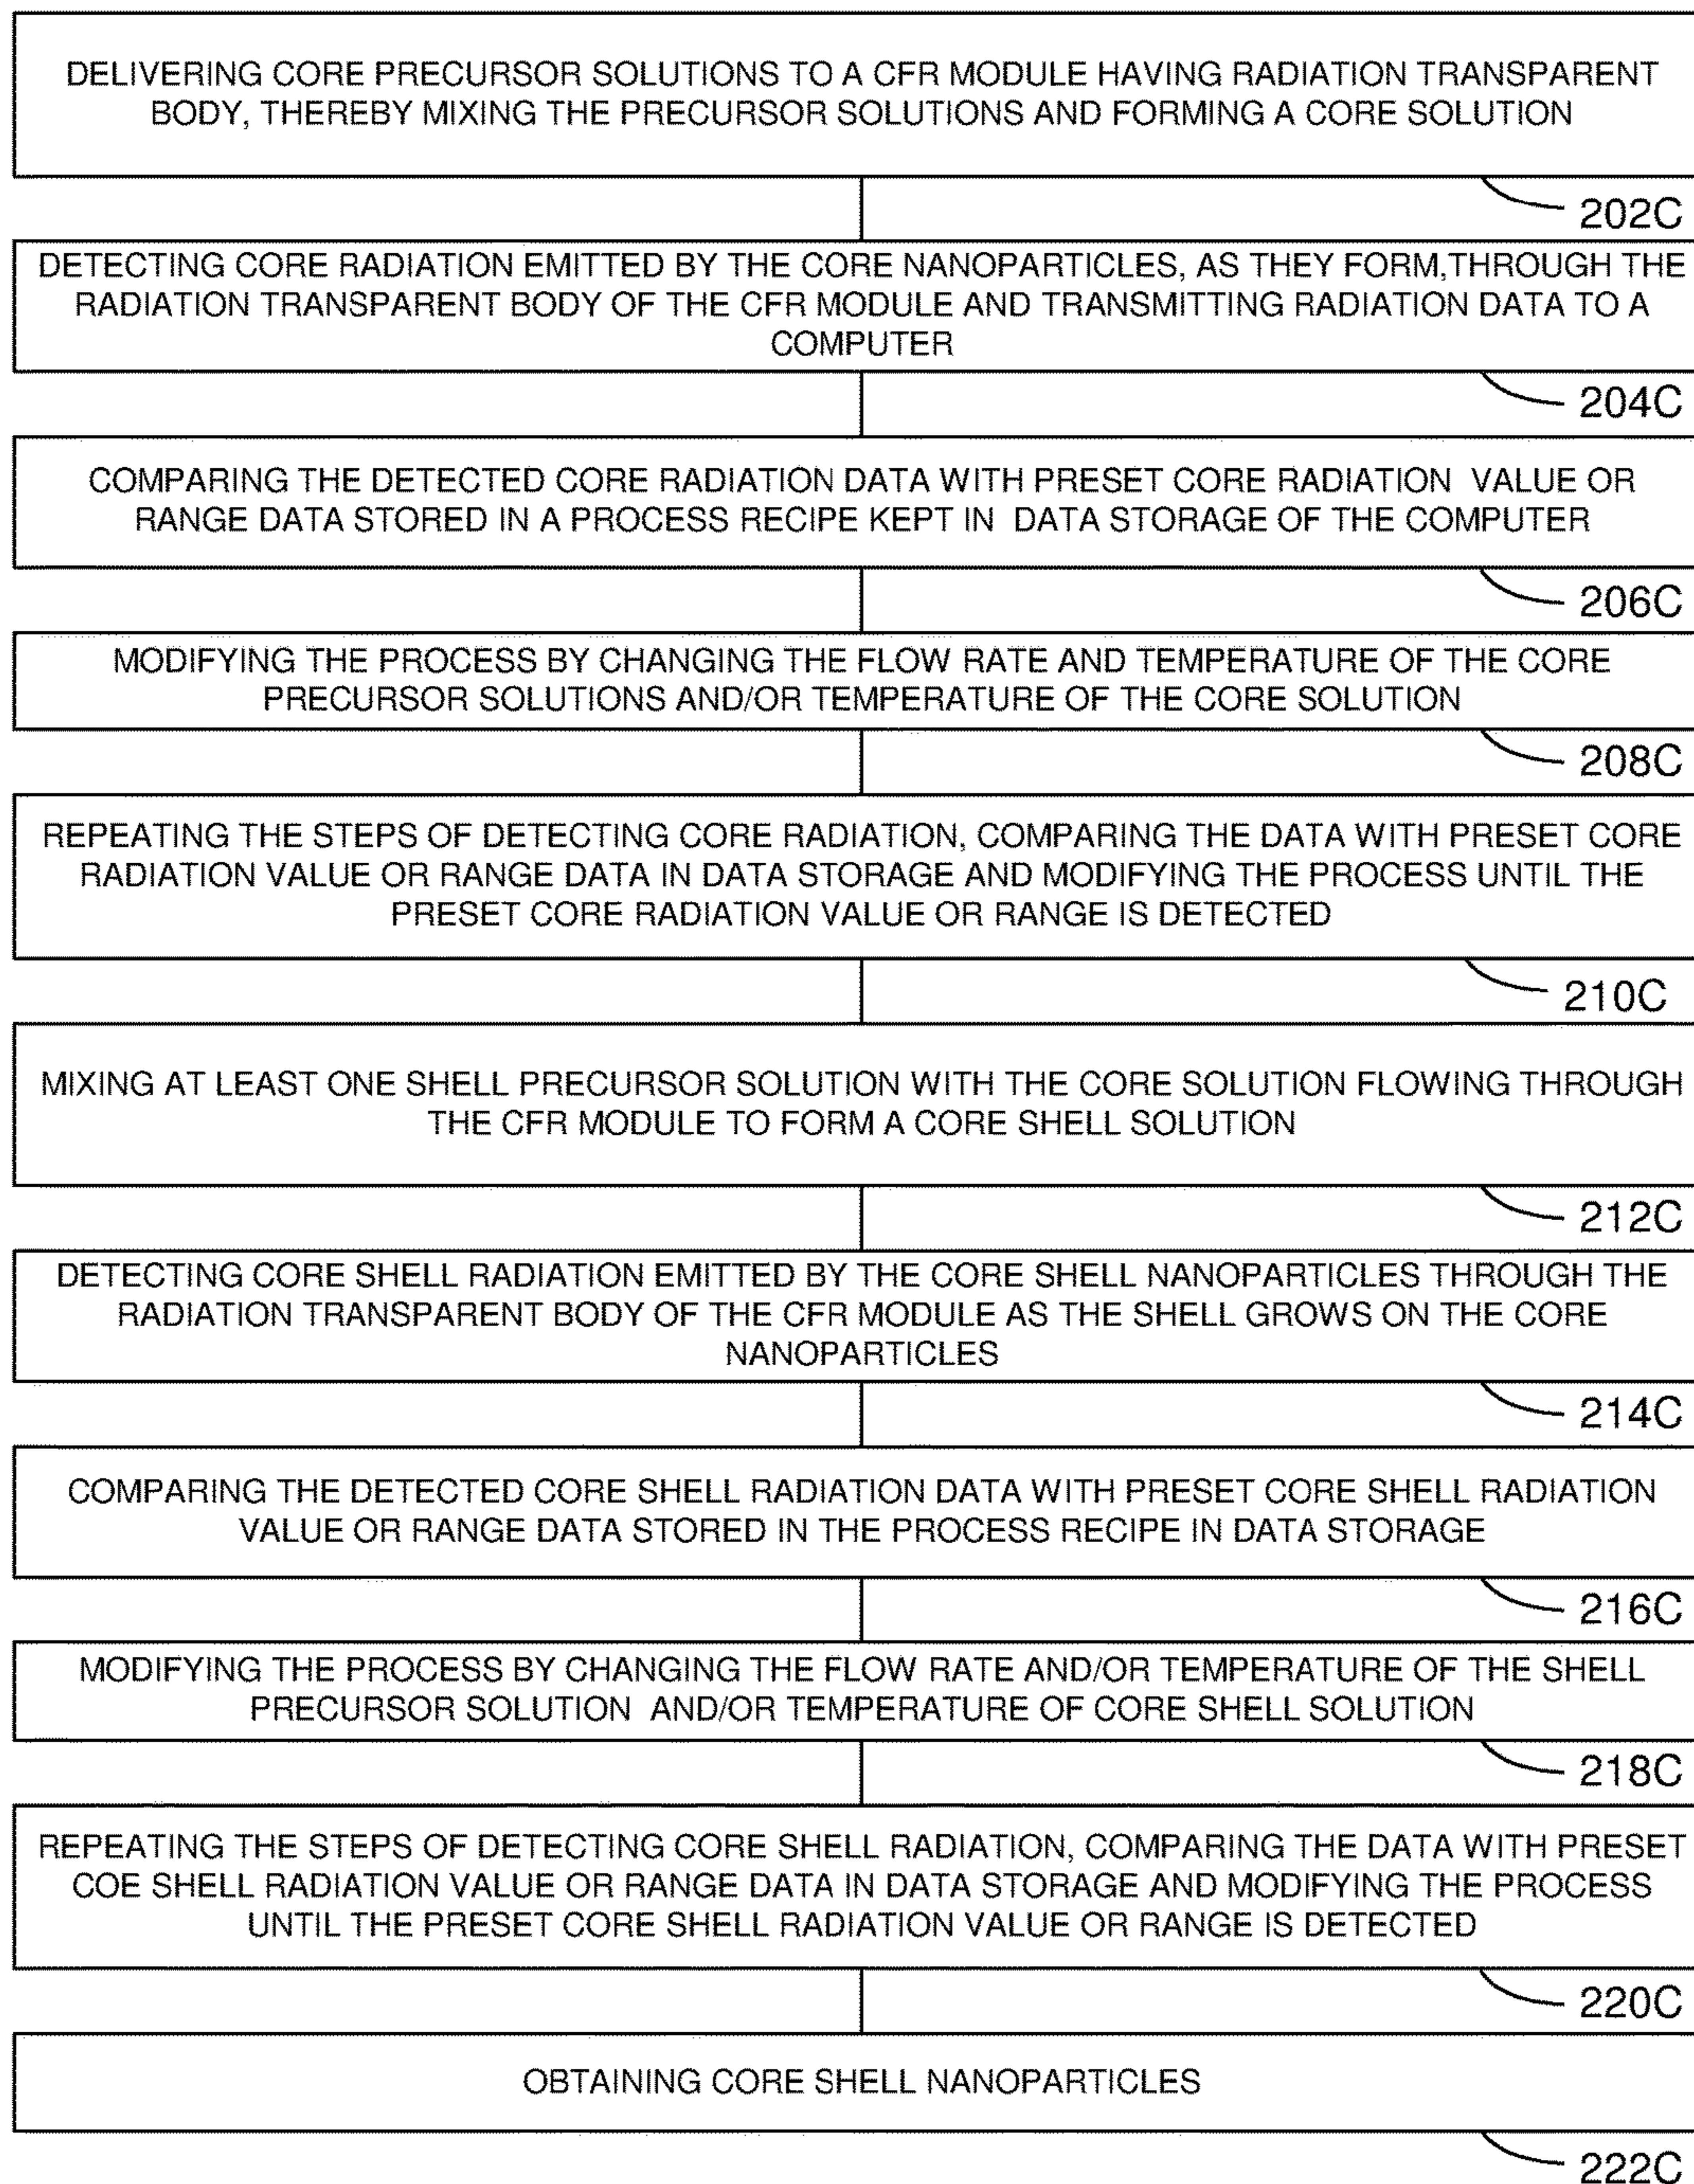 DELIVERING CORE PRECURSOR SOLUTIONS TO A CFR MODULE HAVING RADIATION TRANSPARENT
BODY, THEREBY MIXING THE PRECURSOR SOLUTIONS AND FORMING A CORE SOLUTION
202C
DETECTING CORE RADIATION EMITTED BY THE CORE NANOPARTICLES, AS THEY FORM,THROUGH THE
RADIATION TRANSPARENT BODY OF THE CFR MODULE AND TRANSMITTING RADIATION DATA TO A
COMPUTER
204C
COMPARING THE DETECTED CORE RADIATION DATA WITH PRESET CORE RADIATION VALUE OR
RANGE DATA STORED IN A PROCESS RECIPE KEPT IN DATA STORAGE OF THE COMPUTER
206C
MODIFYING THE PROCESS BY CHANGING THE FLOW RATE AND TEMPERATURE OF THE CORE
PRECURSOR SOLUTIONS AND/OR TEMPERATURE OF THE CORE SOLUTION
208C
REPEATING THE STEPS OF DETECTING CORE RADIATION, COMPARING THE DATA WITH PRESET CORE
RADIATION VALUE OR RANGE DATA IN DATA STORAGE AND MODIFYING THE PROCESS UNTIL THE
PRESET CORE RADIATION VALUE OR RANGE IS DETECTED
210C
MIXING AT LEAST ONE SHELL PRECURSOR SOLUTION WITH THE CORE SOLUTION FLOWING THROUGH
THE CFR MODULE TO FORM A CORE SHELL SOLUTION
212C
DETECTING CORE SHELL RADIATION EMITTED BY THE CORE SHELL NANOPARTICLES THROUGH THE
RADIATION TRANSPARENT BODY OF THE CFR MODULE AS THE SHELL GROWS ON THE CORE
NANOPARTICLES
214C
COMPARING THE DETECTED CORE SHELL RADIATION DATA WITH PRESET CORE SHELL RADIATION
VALUE OR RANGE DATA STORED IN THE PROCESS RECIPE IN DATA STORAGE
216C
MODIFYING THE PROCESS BY CHANGING THE FLOW RATE AND/OR TEMPERATURE OF THE SHELL
PRECURSOR SOLUTION AND/OR TEMPERATURE OF CORE SHELL SOLUTION
218C
REPEATING THE STEPS OF DETECTING CORE SHELL RADIATION, COMPARING THE DATA WITH PRESET
COE SHELL RADIATION VALUE OR RANGE DATA IN DATA STORAGE AND MODIFYING THE PROCESS
UNTIL THE PRESET CORE SHELL RADIATION VALUE OR RANGE IS DETECTED
220C
OBTAINING CORE SHELL NANOPARTICLES
222C